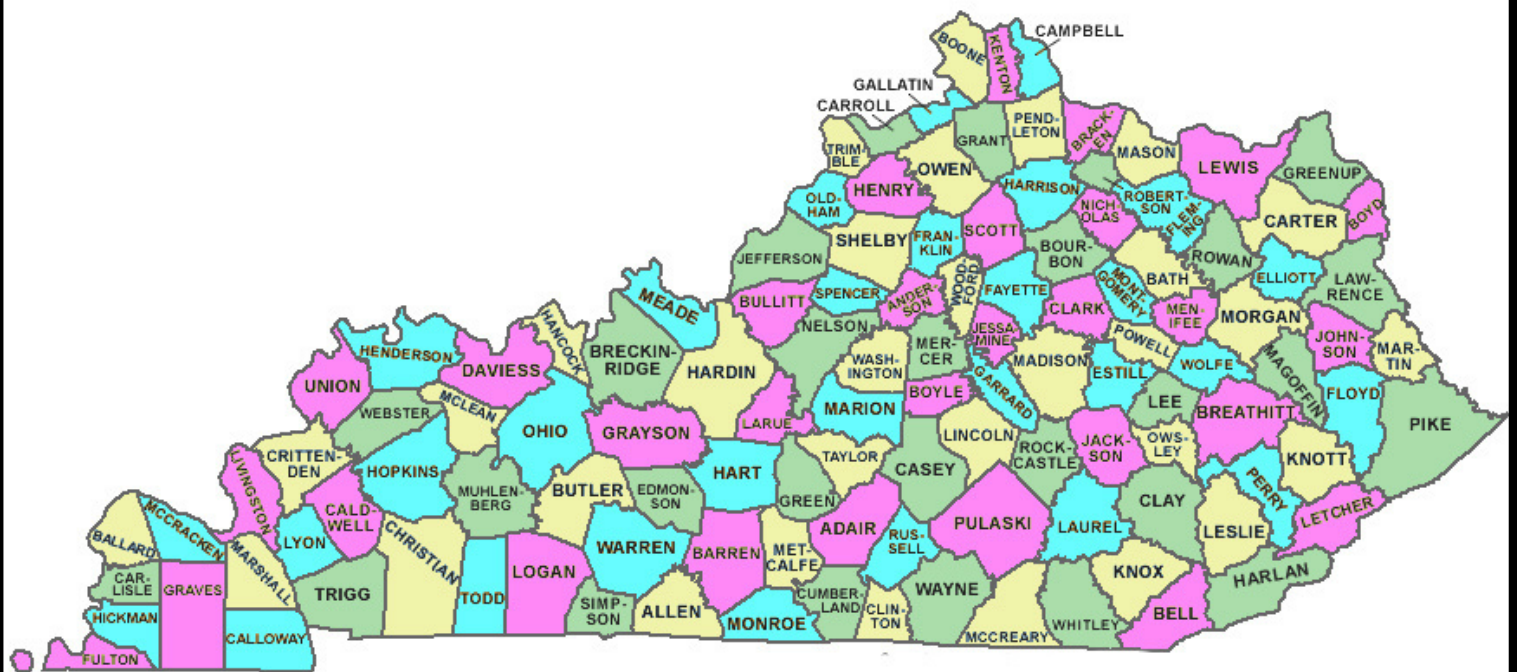 BOONE
KENTON
CAMPBELL
GALLATIN
CARROLL
GRANT
PEND-
LETON
BRACK-
EN
MASON
TRIM-
BLE
OWEN
LEWIS
GREENUP
HENRY
HARRISON
ROBERT-
SON
FLEM-
ING
NICH-
OLAS
OLD-
HAM
CARTER
BOYD
SHELBY
FRAN-
KLIN
SCOTT
BOUR-
BON
ROWAN
ELLIOTT
LAW-
RENCE
JEFFERSON
BATH
MONT-
GOMERY
WOOD-
FORD
FAYETTE
BULLITT
SPENCER
ANDER-
SON
CLARK
MEN-
IFEE
MORGAN
MEADE
NELSON
MER-
CER
JESSA-
MINE
MADISON
POWELL
JOHN-
SON
MAR-
TIN
HANCOCK
HENDERSON
DAVIESS
BRECKIN-
RIDGE
HARDIN
WASH-
INGTON
GARRARD
ESTILL
WOLFE
MAGOFFIN
FLOYD
UNION
WEBSTER
MCLEAN
OHIO
GRAYSON
LARUE
MARION
BOYLE
LEE
BREATHITT
PIKE
LINCOLN
ROCK-
CASTLE
JACK-
SON
OWS-
LEY
KNOTT
CRITTEN-
DEN
HOPKINS
MUHLEN-
BERG
BUTLER
EDMON-
SON
HART
GREEN
TAYLOR
CASEY
PERRY
CLAY
LIVINGSTON
CALD-
WELL
LYON
CHRISTIAN
WARREN
BARREN
MET-
CALFE
ADAIR
RUS-
SELL
PULASKI
LAUREL
LESLIE
LETCHER
MCCRACKEN
BALLARD
MARSHALL
CAR-
LISLE
GRAVES
TRIGG
TODD
LOGAN
SIMP-
SON
ALLEN
MONROE
CUMBER-
LAND
CLIN-
TON
WAYNE
KNOX
HARLAN
BELL
HICKMAN
CALLOWAY
MCCREARY
WHITLEY
FULTON